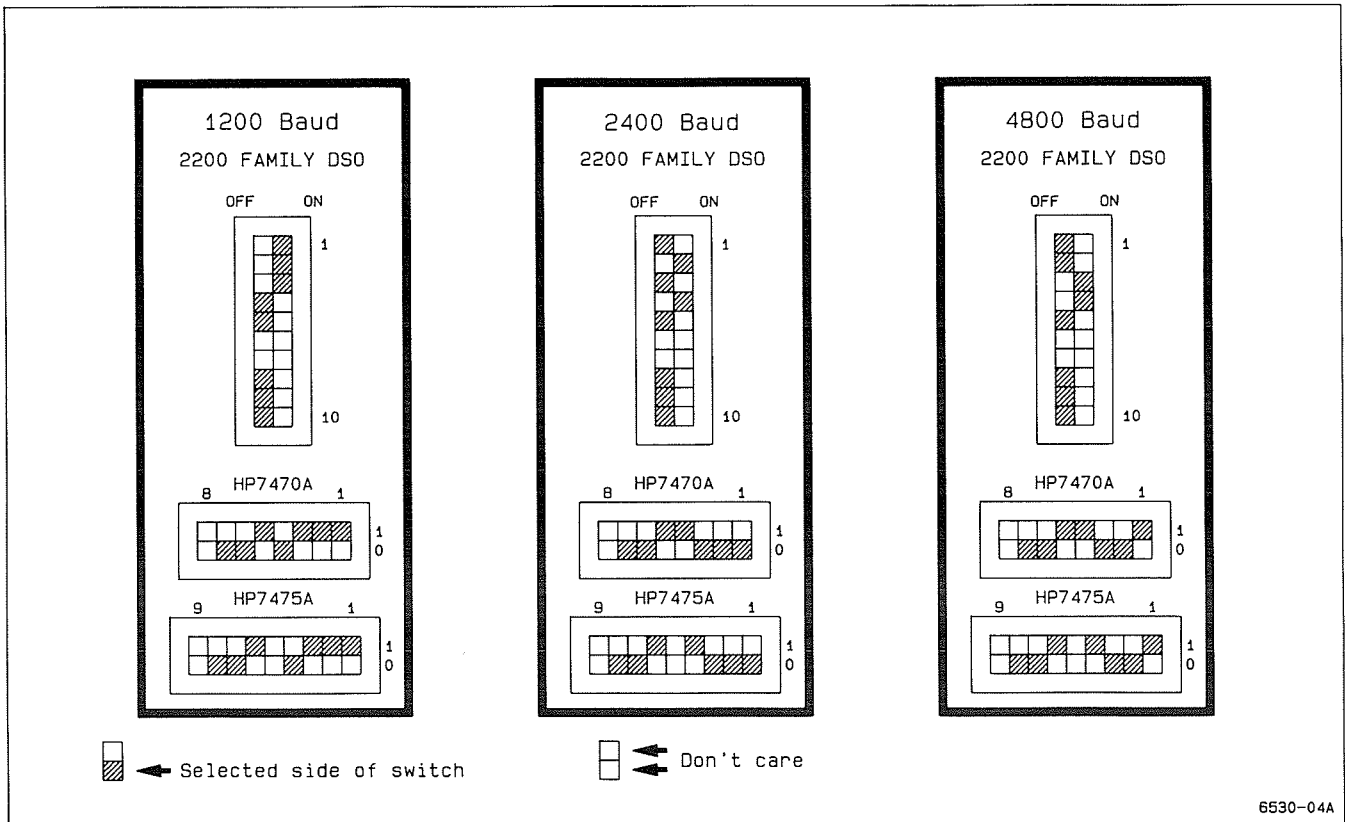 1200 Baud
2200 FAMILY DSO
OFF ON
1
10
HP7470A
8 1
1
0
HP7475A
9 1
1
0
2400 Baud
2200 FAMILY DSO
OFF ON
1
10
HP7470A
8 1
1
0
HP7475A
9 1
1
0
4800 Baud
2200 FAMILY DSO
OFF ON
1
10
HP7470A
8 1
1
0
HP7475A
9 1
1
0
Selected side of switch
Don't care
6530-04A